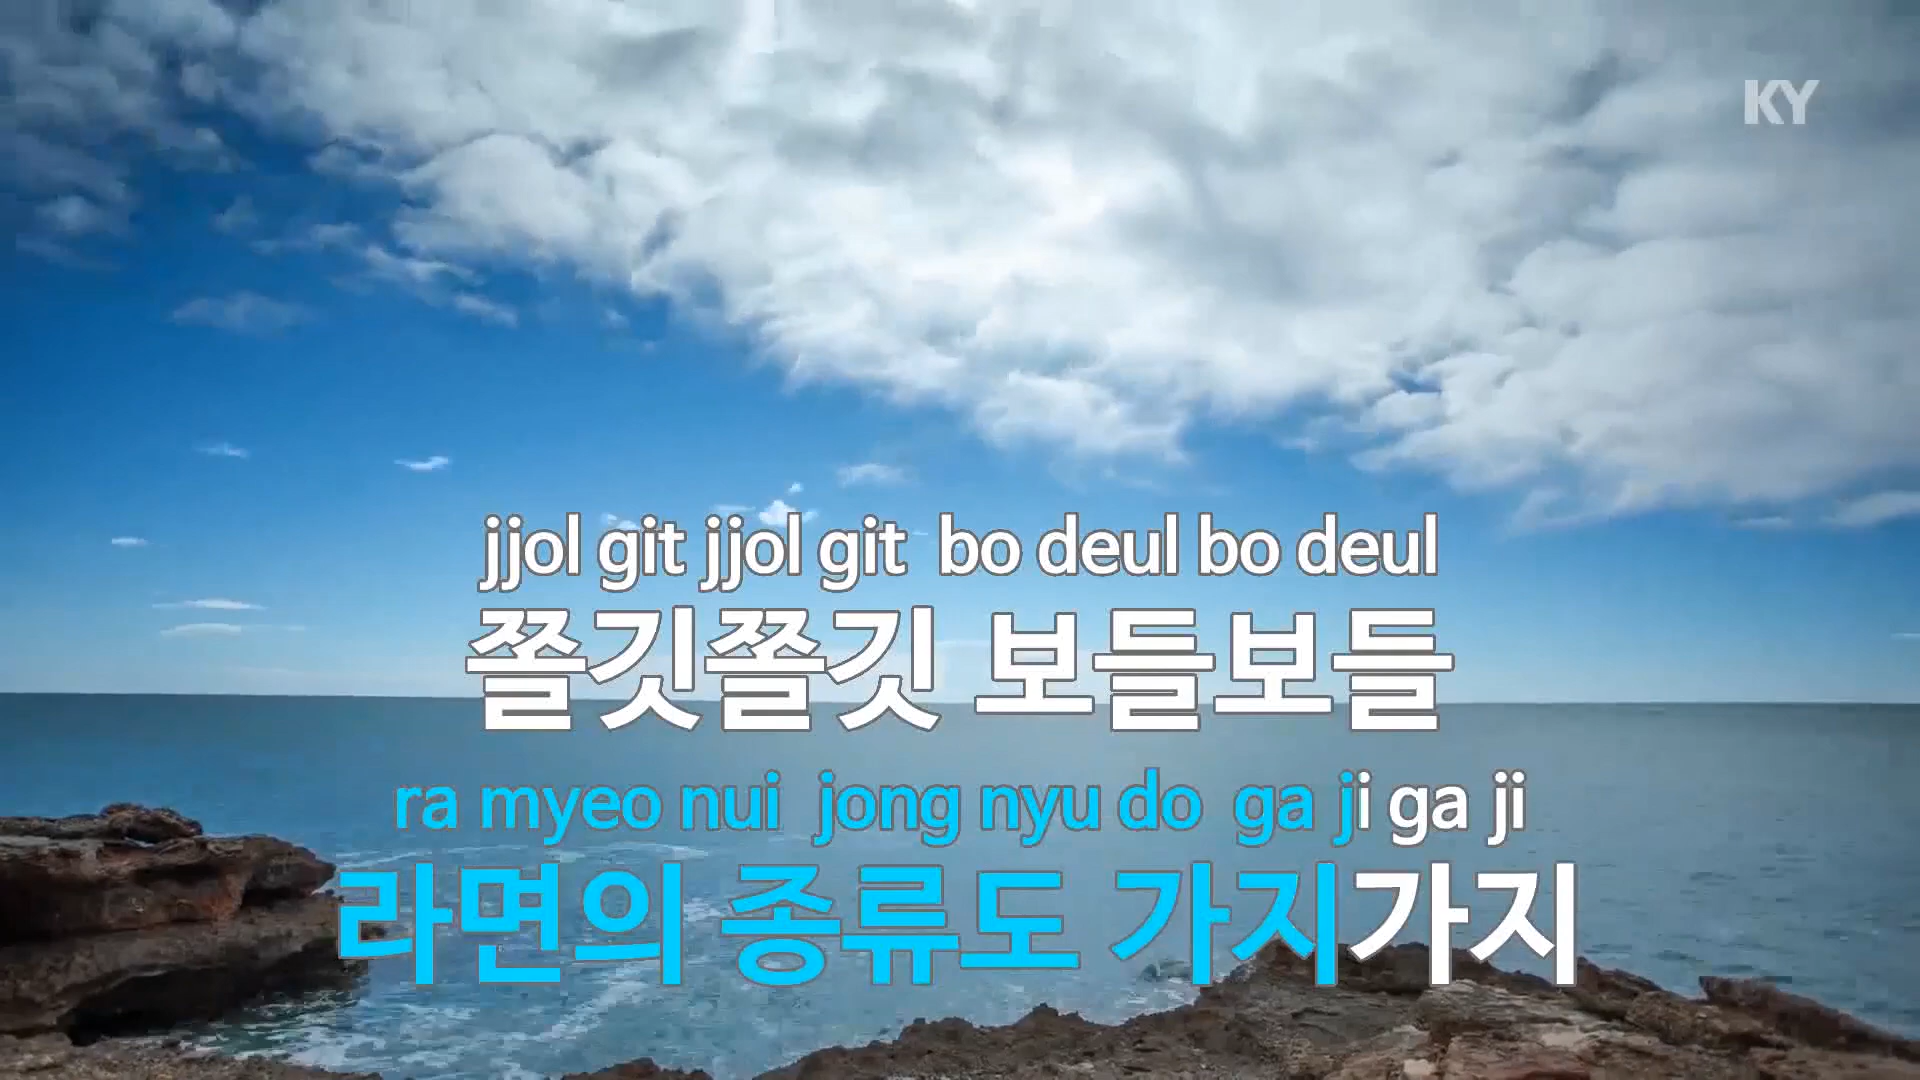 KY
jjol git jjol git bo deul bo deul
쫄깃쫄깃 보들보들
ra myeo nui jong nyu do ga ji ga ji
라면의 종류도 가지가지